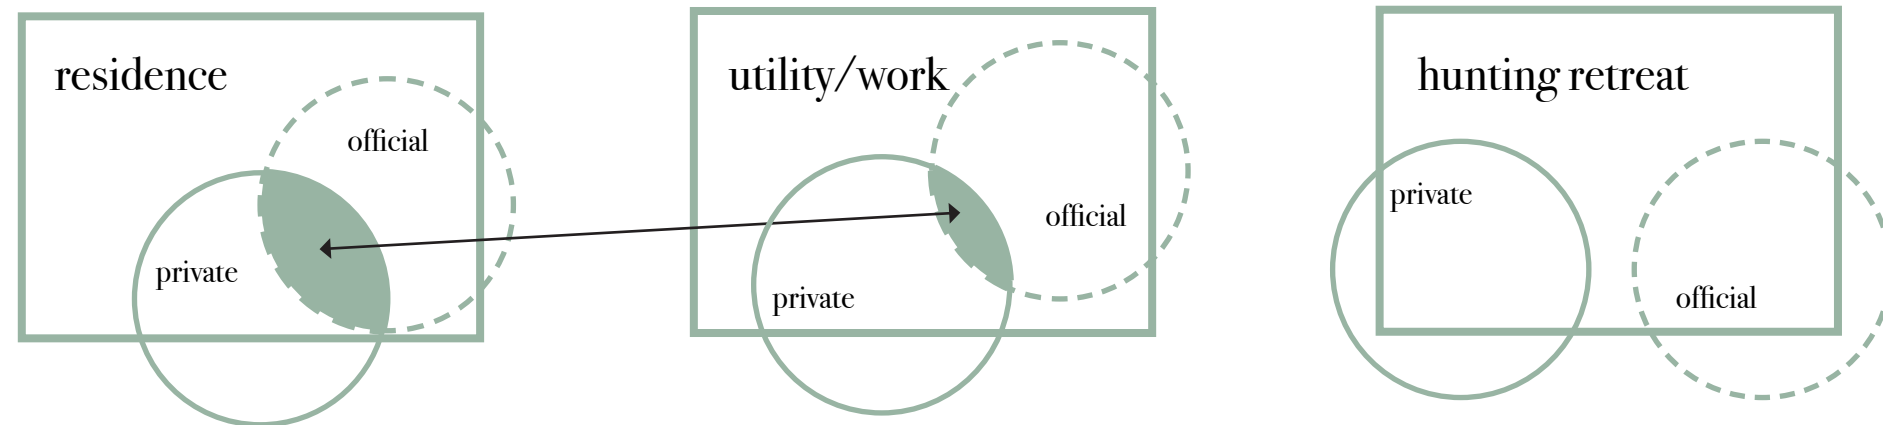 residence
official
private
utility/work
official
private
hunting retreat
private
official